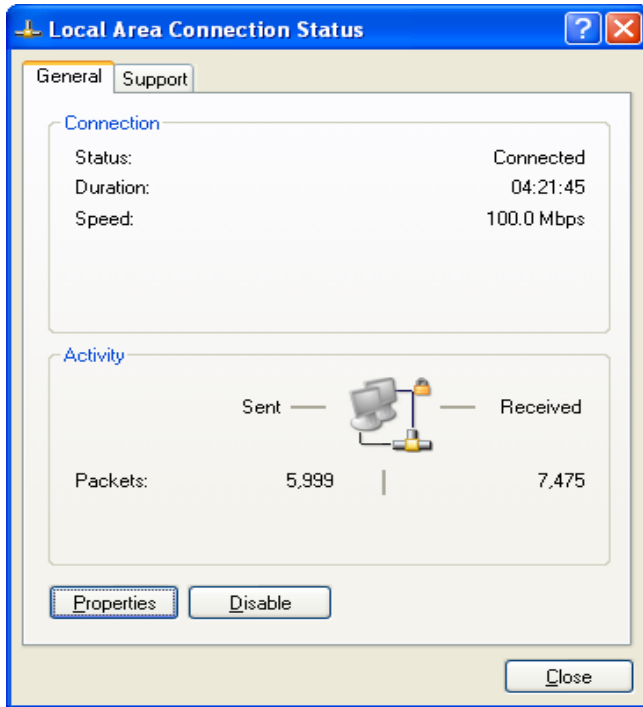 Local Area Connection Status
General Support
Connection
Status: Connected
Duration: 04:21:45
Speed: 100.0 Mbps
Activity
Sent Received
Packets: 5,999 7,475
Properties Disable
Close